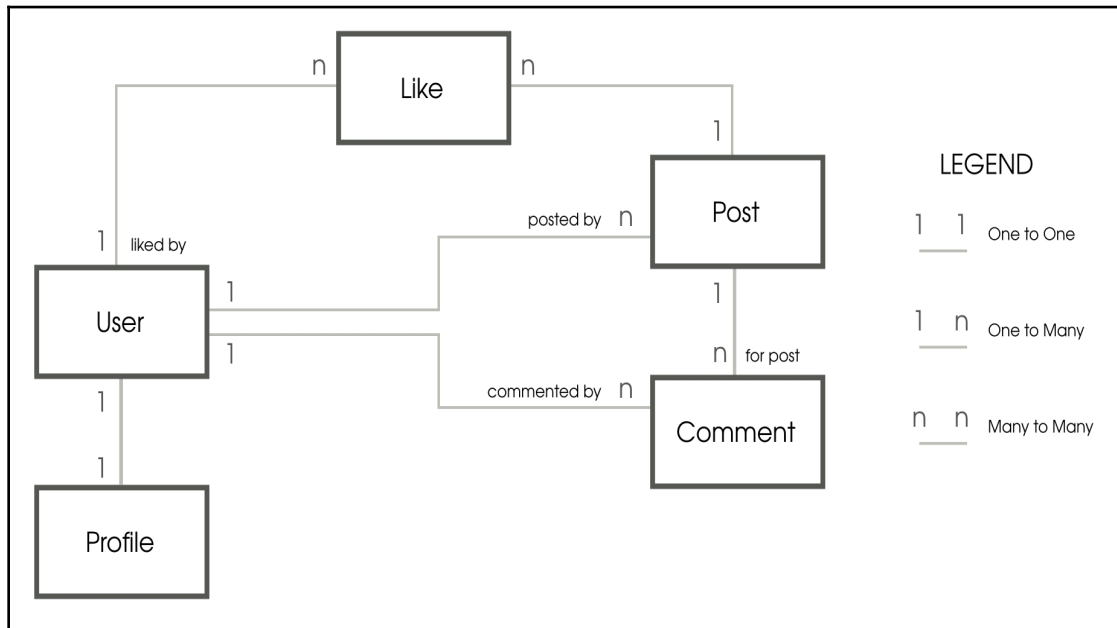 n
Like
n
1
LEGEND
1 1 One to One
posted by n
Post
1 liked by
1
User
1
1
n for post
1 n One to Many
commented by n
1
Comment
n n Many to Many
1
Profile